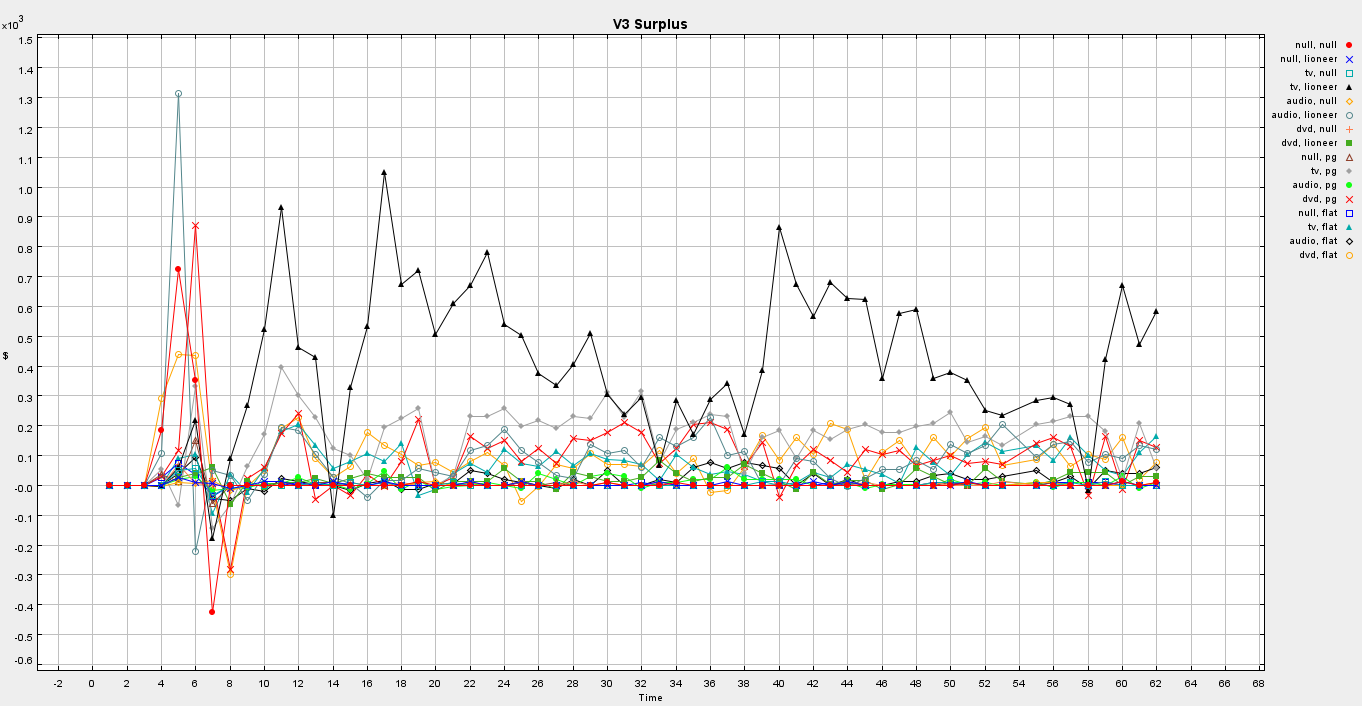 V3 Surplus
x10³
1.5
1.4
1.3
1.2
1.1
1.0
0.9
0.8
0.7
0.6
0.5
0.4
0.3
0.2
0.1
-0.0
-0.1
-0.2
-0.3
-0.4
-0.5
-0.6
$
-2 0 2 4 6 8 10 12 14 16 18 20 22 24 26 28 30 32 34 36 38 40 42 44 46 48 50 52 54 56 58 60 62 64 66 68
Time
null, null
null, lioneer
tv, null
tv, lioneer
audio, null
audio, lioneer
dvd, null
dvd, lioneer
null, pg
tv, pg
audio, pg
dvd, pg
null, flat
tv, flat
audio, flat
dvd, flat